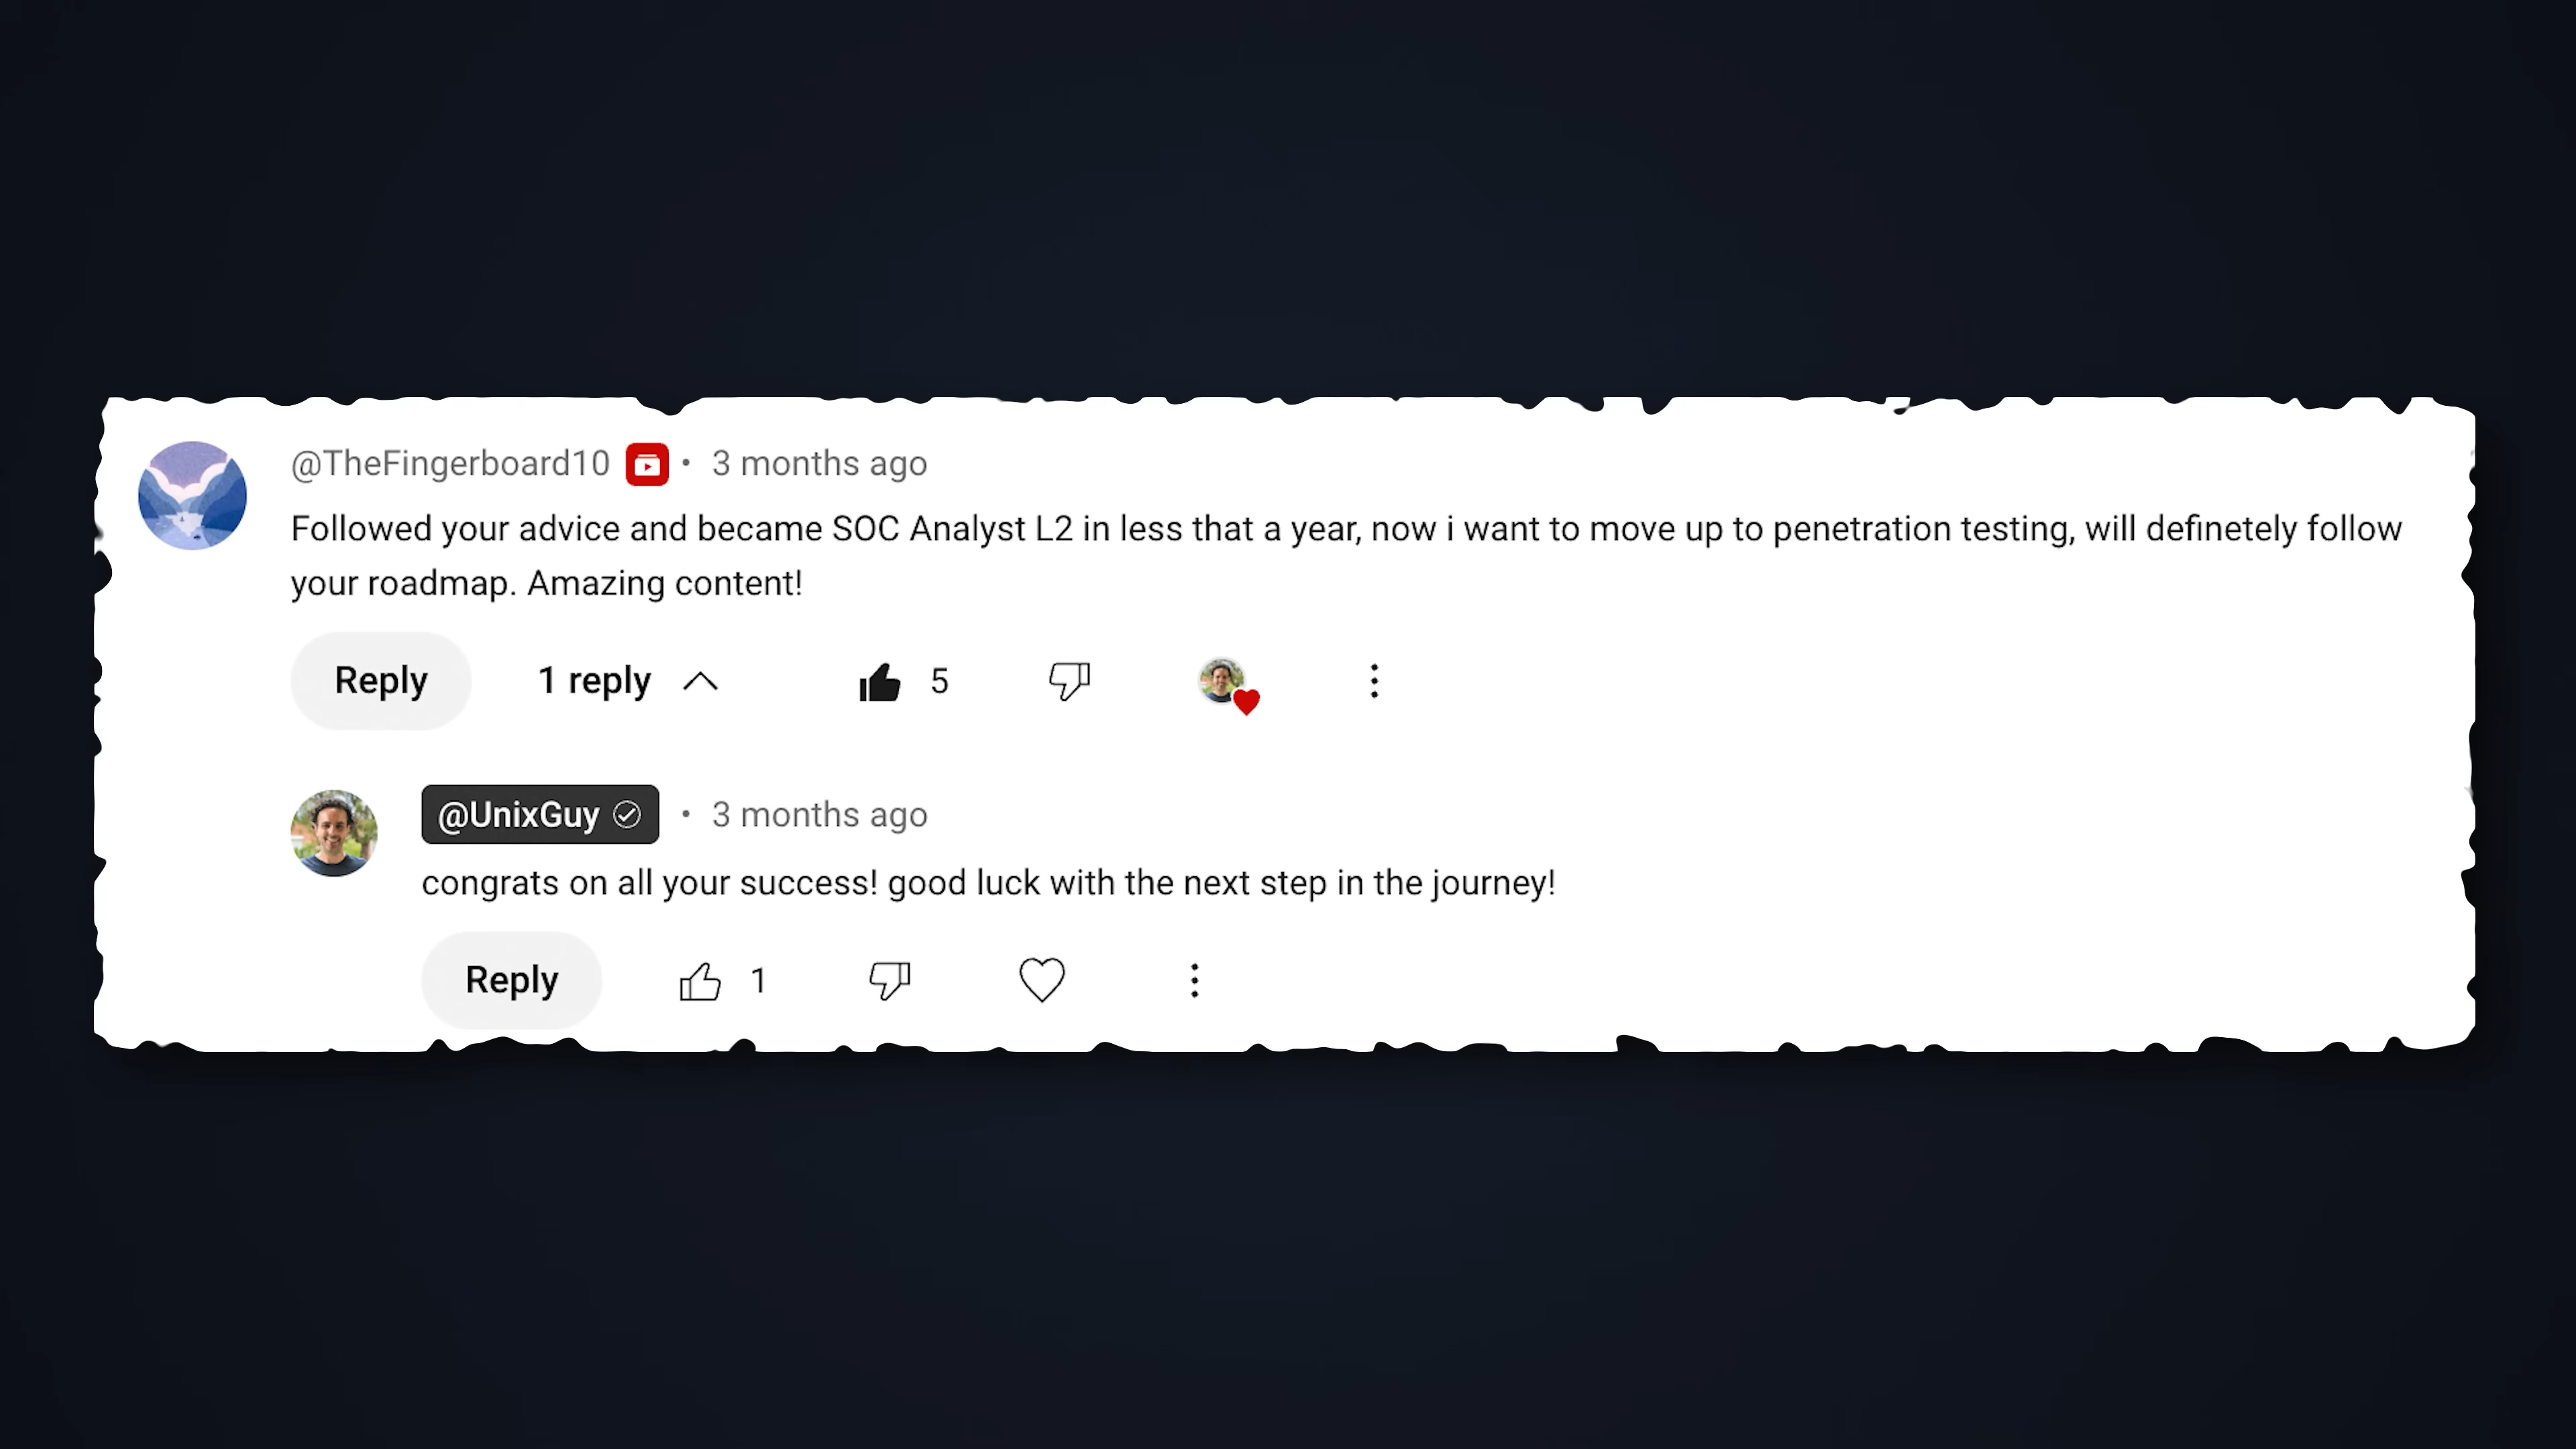 @TheFingerboard10 • 3 months ago
Followed your advice and became SOC Analyst L2 in less that a year, now i want to move up to penetration testing, will definetely follow
your roadmap. Amazing content!
Reply 1 reply 5
@UnixGuy • 3 months ago
congrats on all your success! good luck with the next step in the journey!
Reply 1